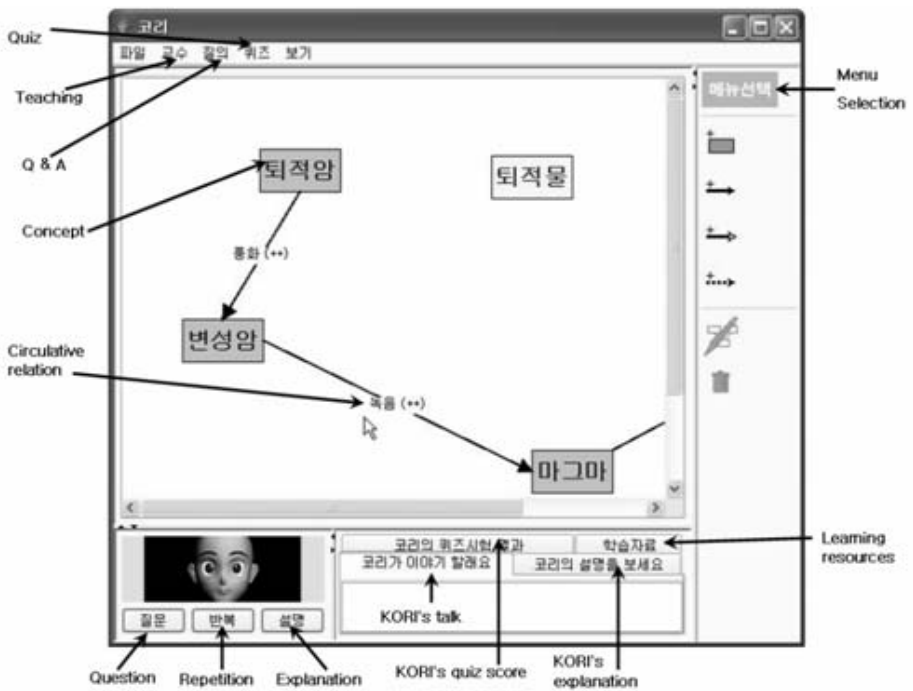 코리
Quiz
파일 교수 질의 퀴즈 보기
Teaching
Q & A
Concept
Circulative
relation
메뉴선택
Menu
Selection
퇴적암
퇴적물
풍화 (++)
변성암
녹음 (++)
마그마
코리의 퀴즈시험 결과
학습자료
코리가 이야기 할래요
코리의 설명을 보세요
Learning
resources
KORI's talk
질문
반복
설명
Question
Repetition
Explanation
KORI's quiz score
KORI's
explanation